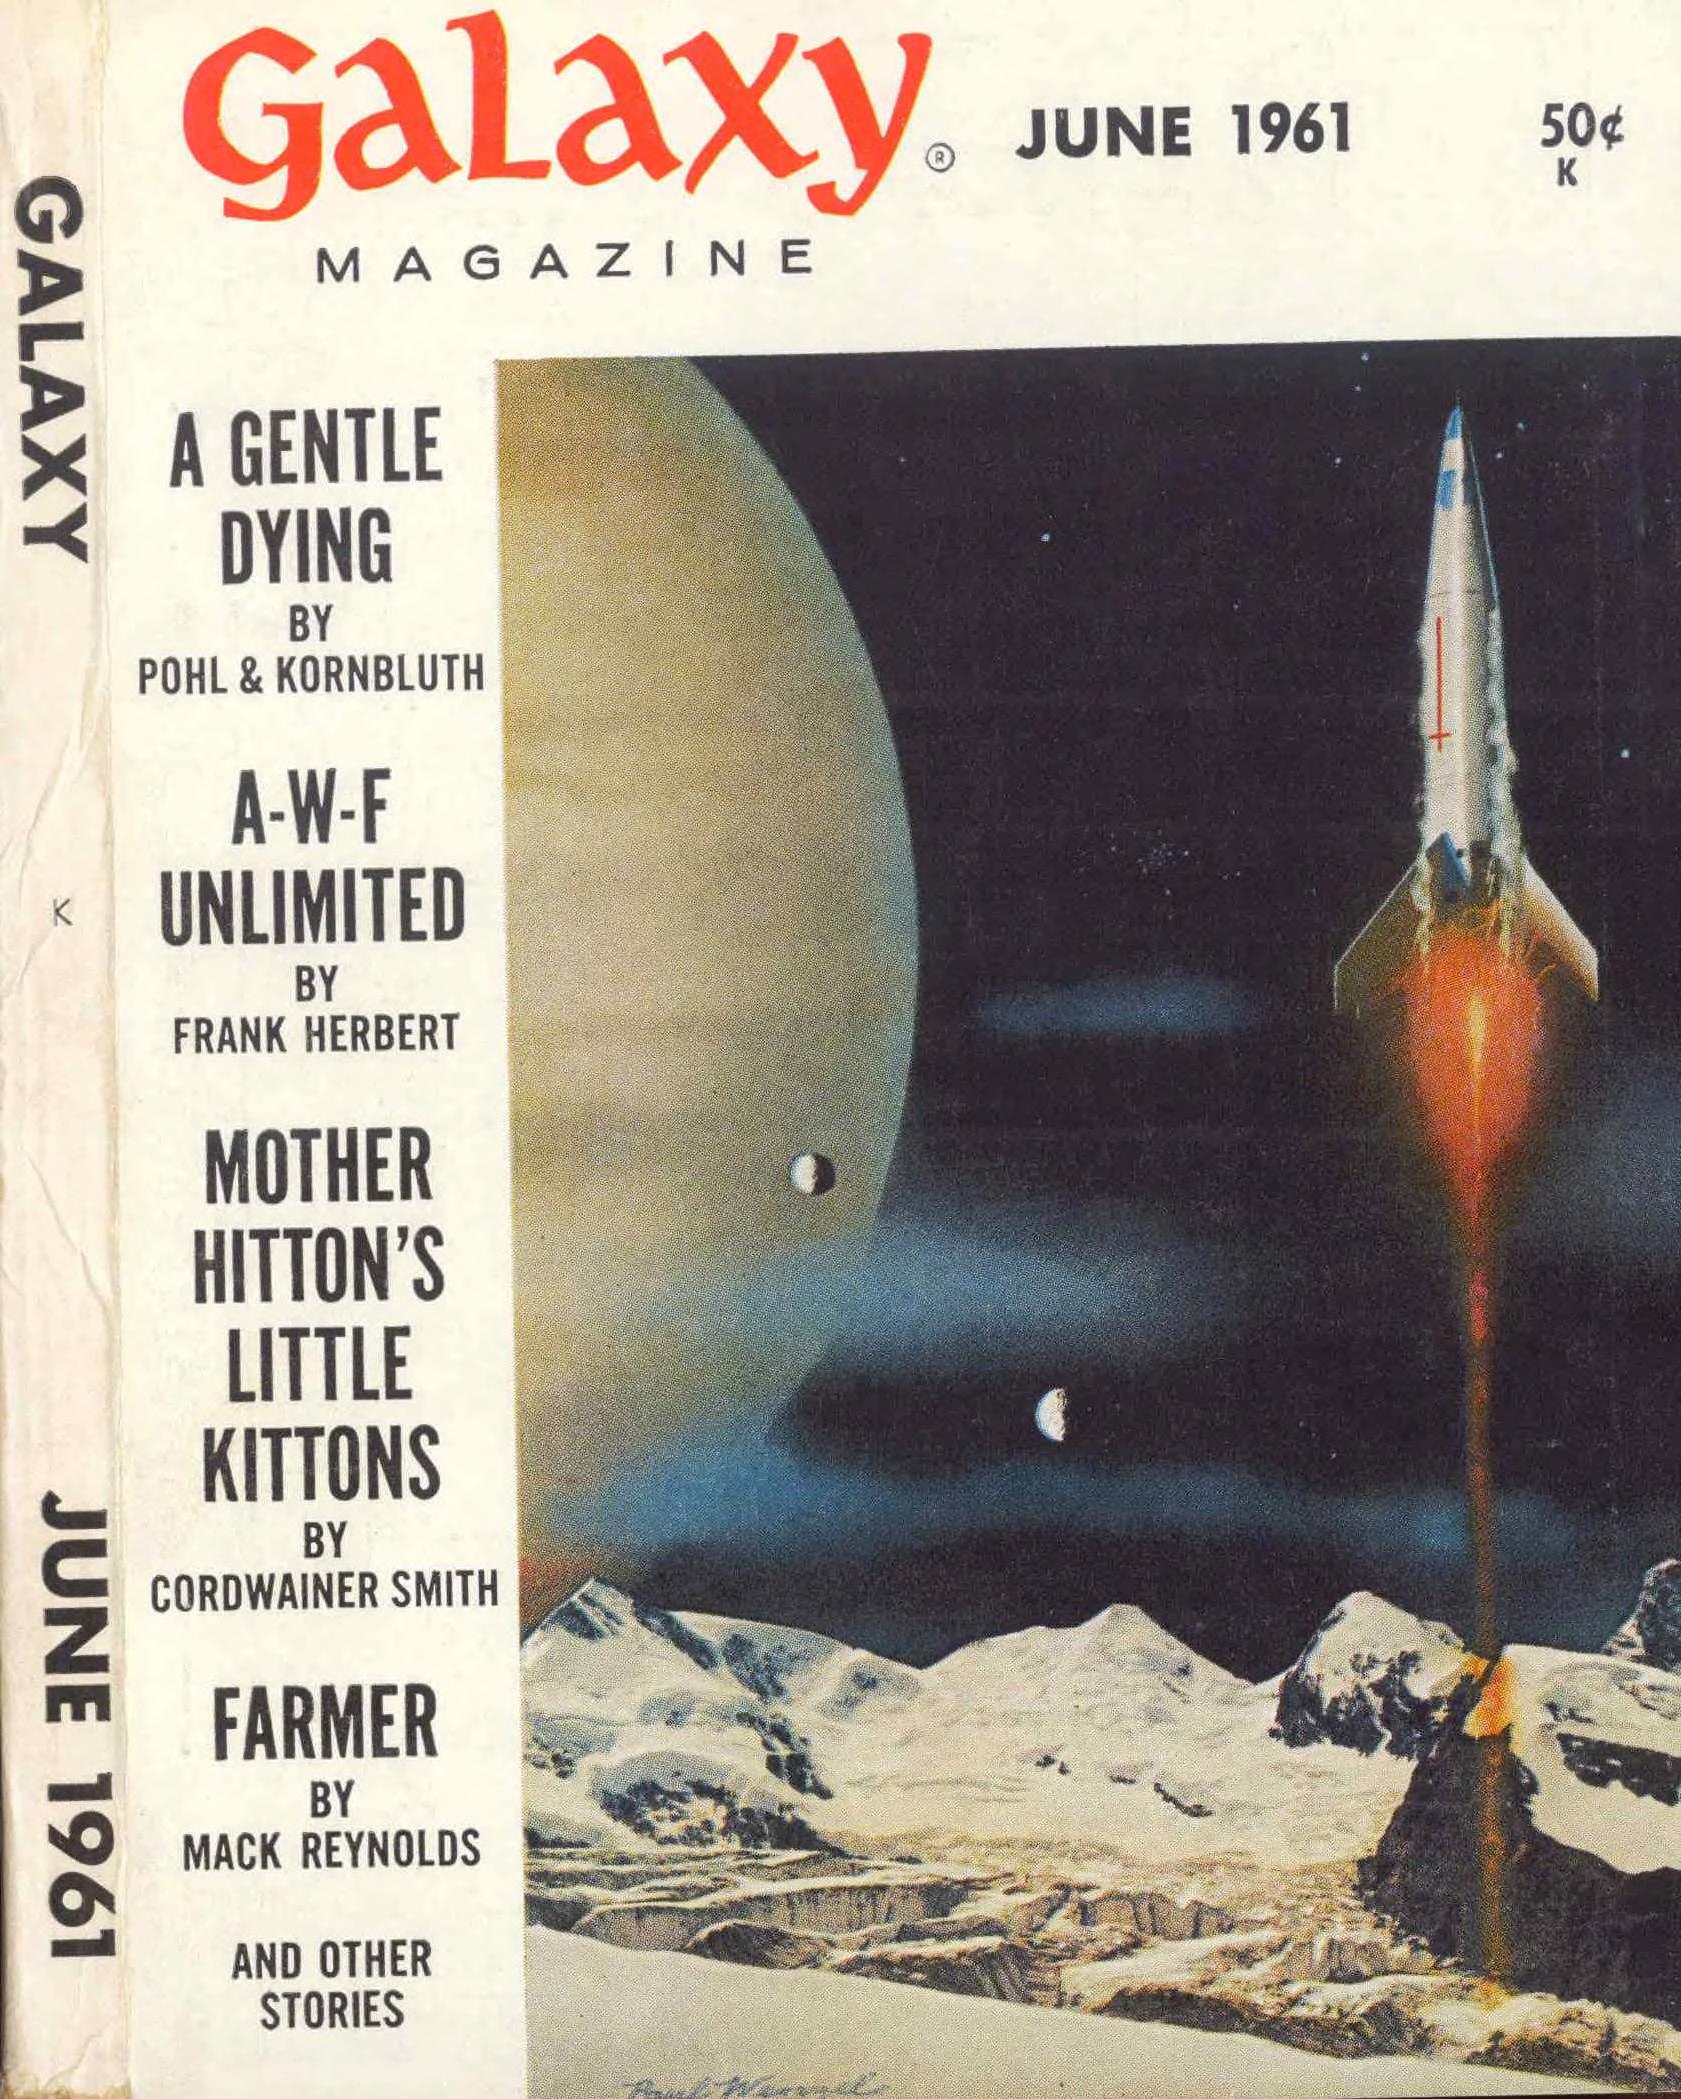 GALAXY
K
JUNE 1961
Galaxy ®
JUNE 1961
50¢
K
MAGAZINE
A GENTLE
DYING
BY
POHL & KORNBLUTH
A-W-F
UNLIMITED
BY
FRANK HERBERT
MOTHER
HITTON'S
LITTLE
KITTONS
BY
CORDWAINER SMITH
FARMER
BY
MACK REYNOLDS
AND OTHER
STORIES